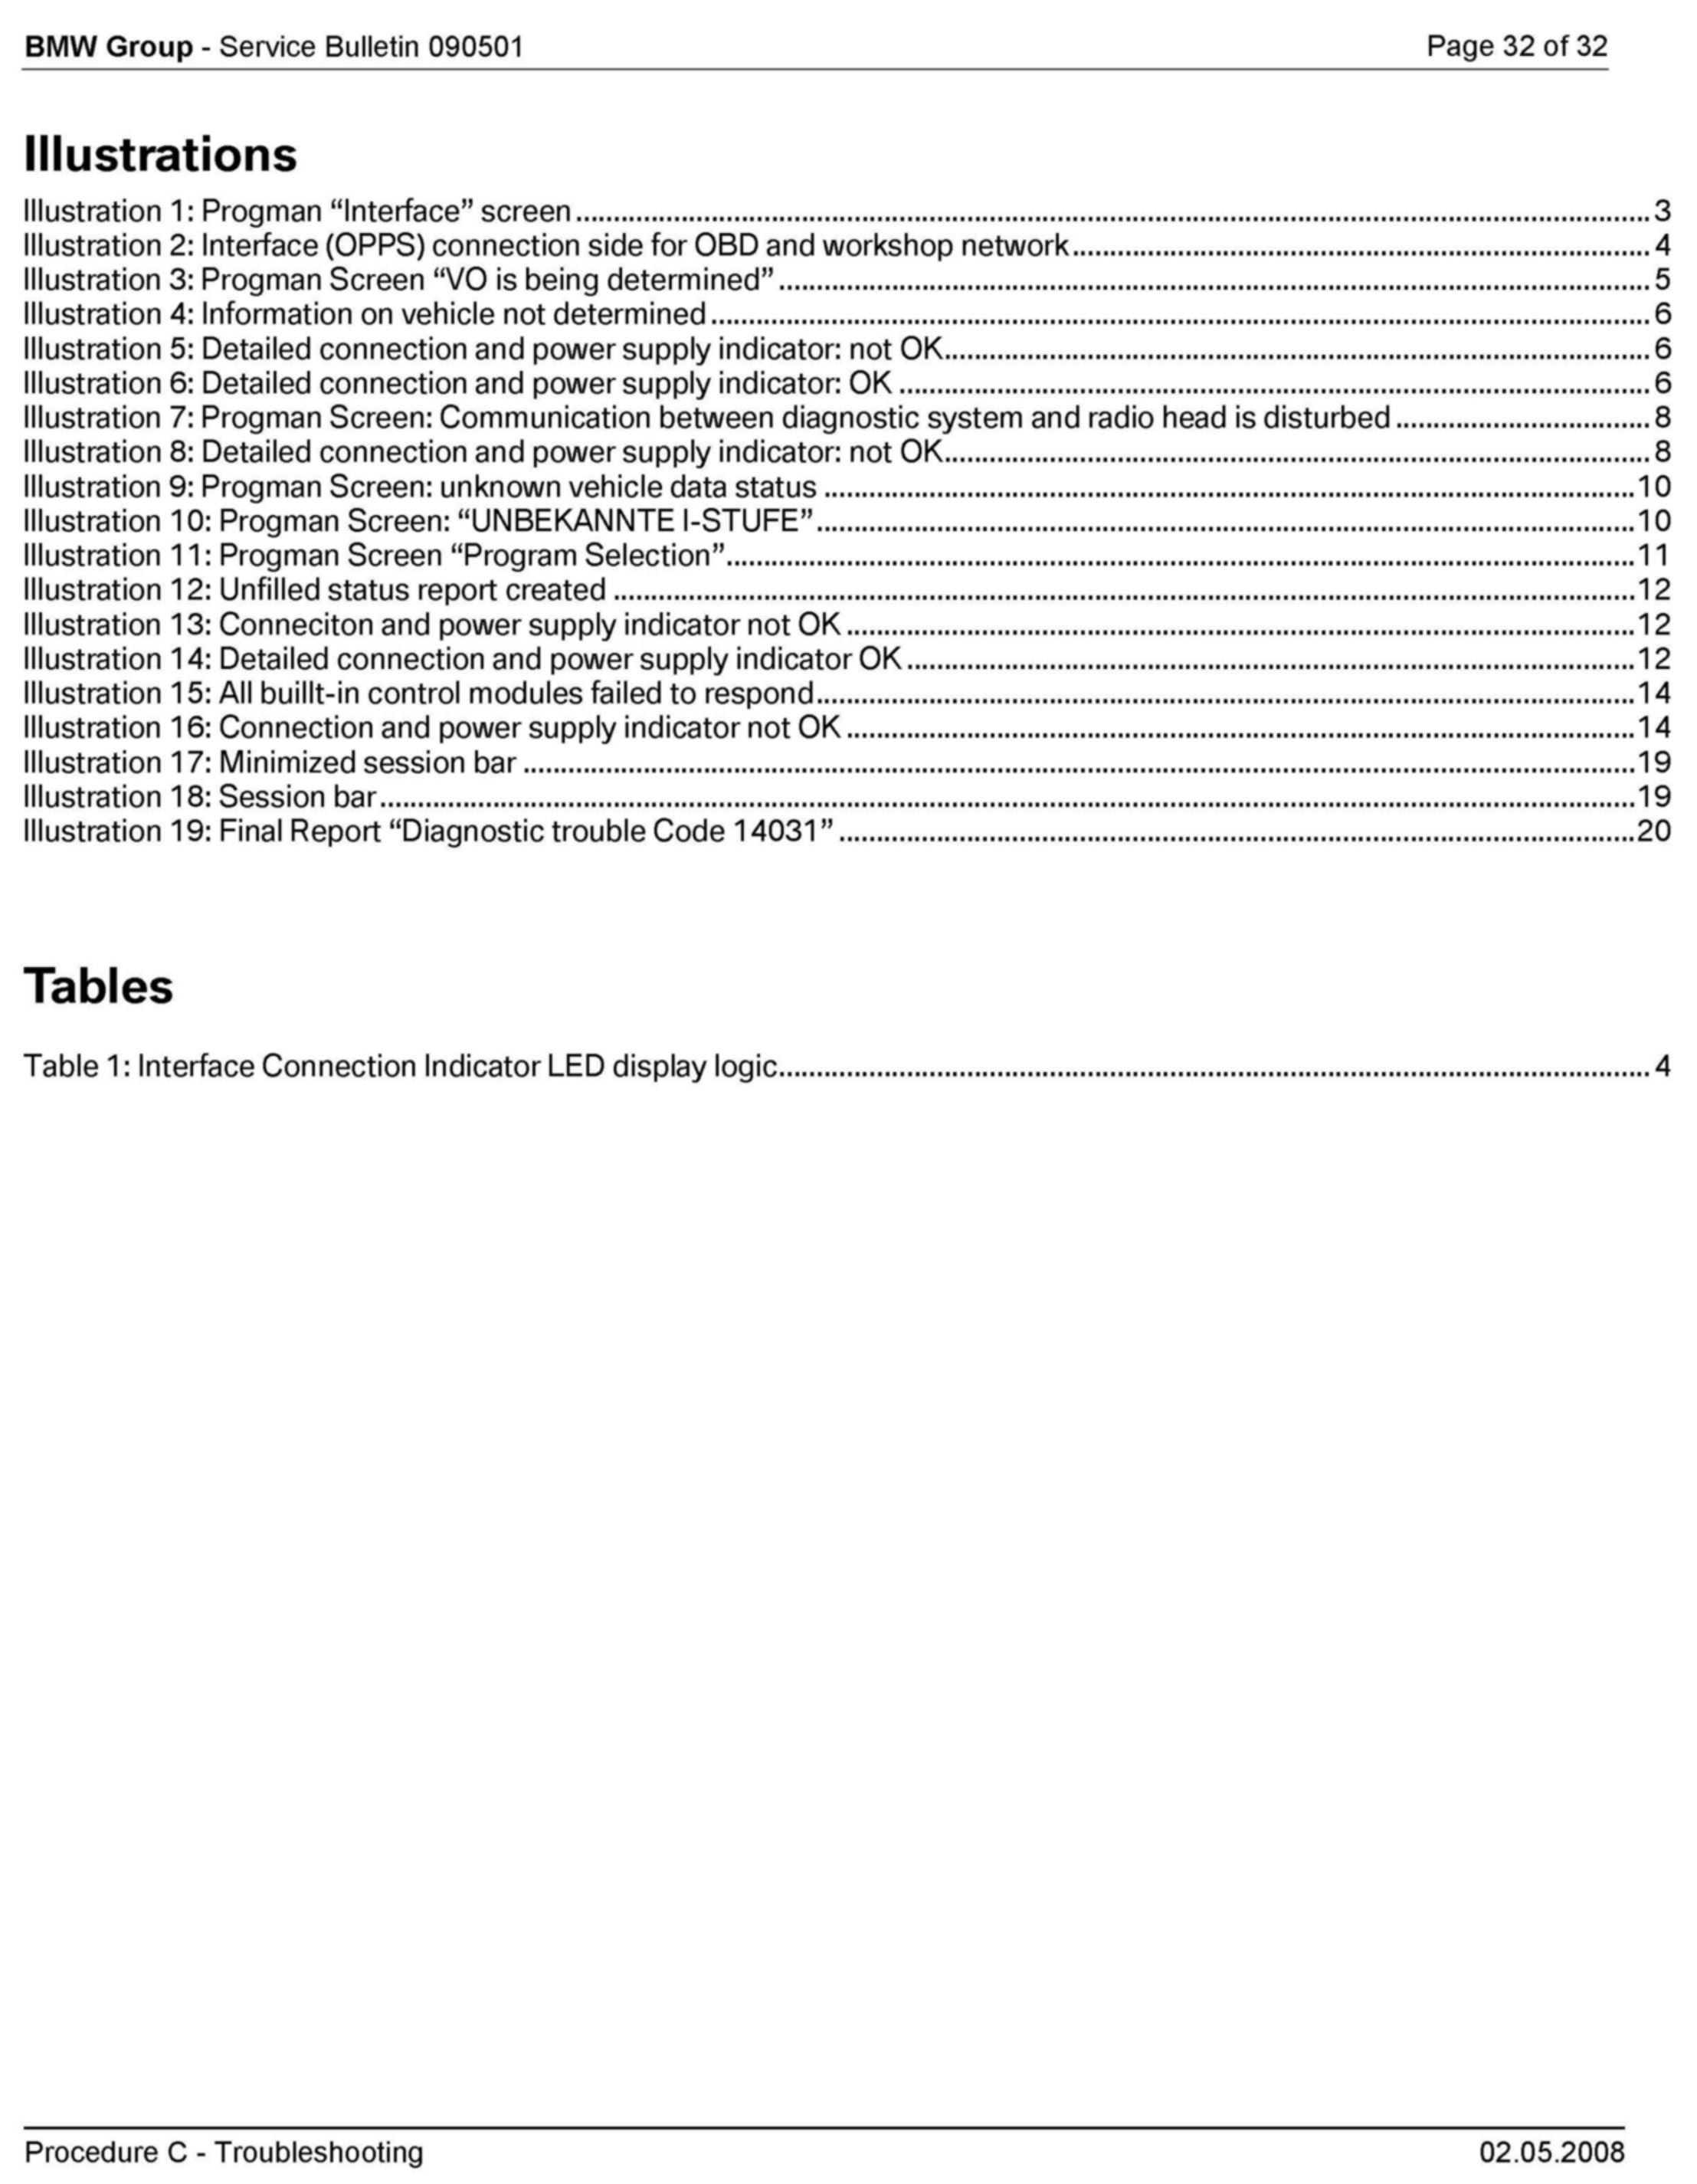 BMW Group - Service Bulletin 090501 Page 32 of 32
Illustrations
Illustration 1: Progman “Interface” screen........................................................................................................................3
Illustration 2: Interface (OPPS) connection side for OBD and workshop network................................................................4
Illustration 3: Progman Screen “VO is being determined”................................................................................................5
Illustration 4: Information on vehicle not determined........................................................................................................6
Illustration 5: Detailed connection and power supply indicator: not OK..............................................................................6
Illustration 6: Detailed connection and power supply indicator: OK...................................................................................6
Illustration 7: Progman Screen: Communication between diagnostic system and radio head is disturbed..................................8
Illustration 8: Detailed connection and power supply indicator: not OK..............................................................................8
Illustration 9: Progman Screen: unknown vehicle data status..........................................................................................10
Illustration 10: Progman Screen: “UNBEKANNTE I-STUFE”..........................................................................................10
Illustration 11: Progman Screen “Program Selection”....................................................................................................11
Illustration 12: Unfilled status report created................................................................................................................12
Illustration 13: Conneciton and power supply indicator not OK........................................................................................12
Illustration 14: Detailed connection and power supply indicator OK................................................................................12
Illustration 15: All buillt-in control modules failed to respond..........................................................................................14
Illustration 16: Connection and power supply indicator not OK........................................................................................14
Illustration 17: Minimized session bar..........................................................................................................................19
Illustration 18: Session bar........................................................................................................................................19
Illustration 19: Final Report “Diagnostic trouble Code 14031”........................................................................................20
Tables
Table 1: Interface Connection Indicator LED display logic................................................................................................4
Procedure C - Troubleshooting 02.05.2008